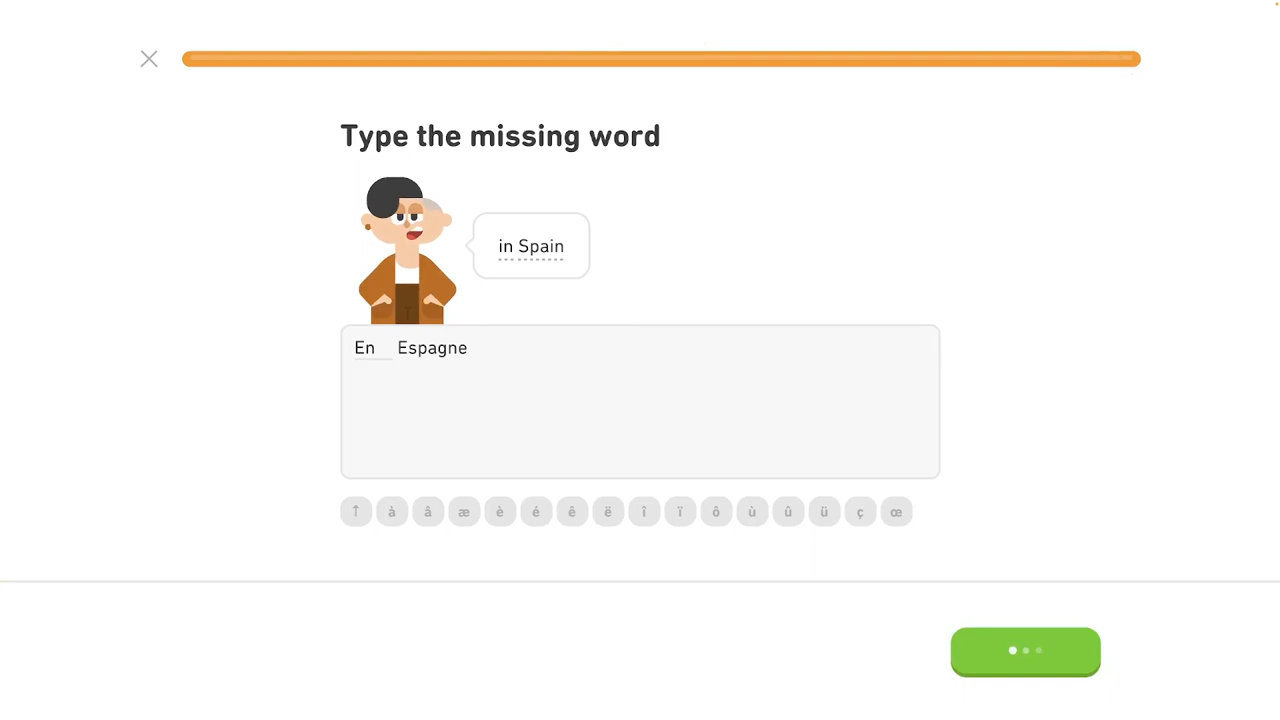 Type the missing word
in Spain
En Espagne
↑ à â æ è é ê ë î ï ô ù û ü ç œ